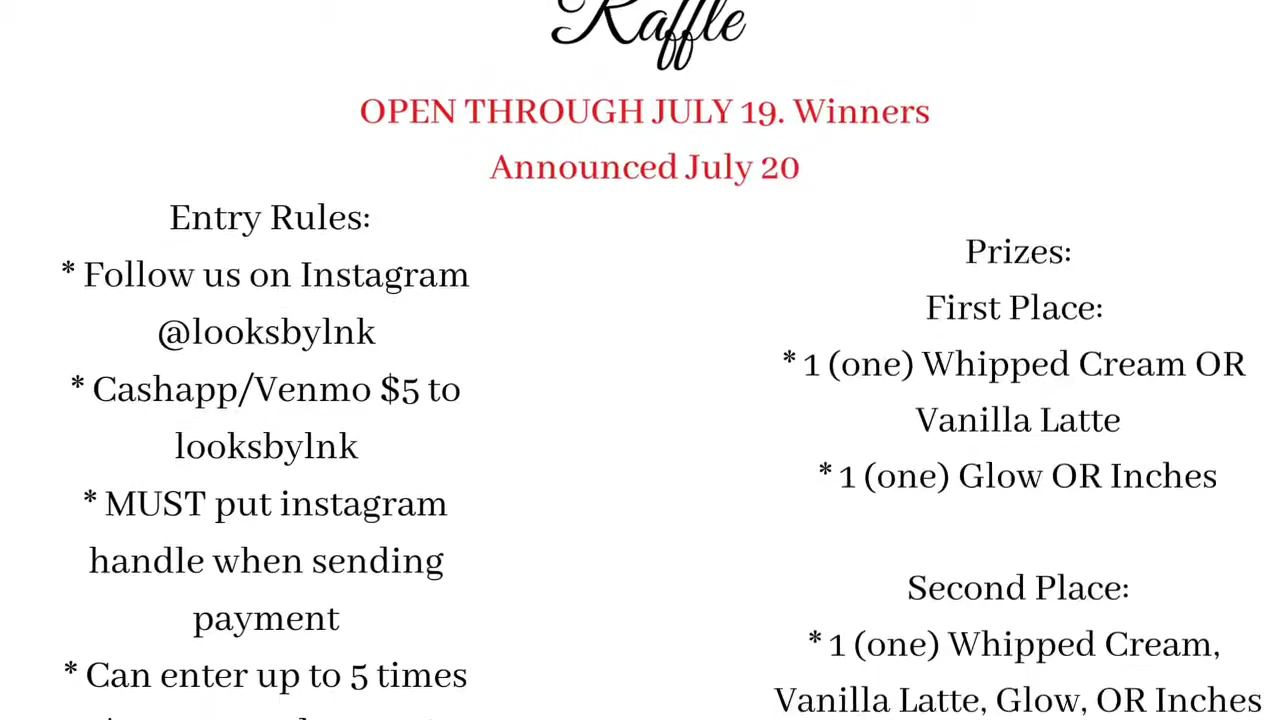 Raffle
OPEN THROUGH JULY 19. Winners
Announced July 20
Entry Rules:
* Follow us on Instagram
@looksbylnk
* Cashapp/Venmo $5 to
looksbylnk
* MUST put instagram
handle when sending
payment
* Can enter up to 5 times
Prizes:
First Place:
* 1 (one) Whipped Cream OR
Vanilla Latte
* 1 (one) Glow OR Inches
Second Place:
* 1 (one) Whipped Cream,
Vanilla Latte, Glow, OR Inches